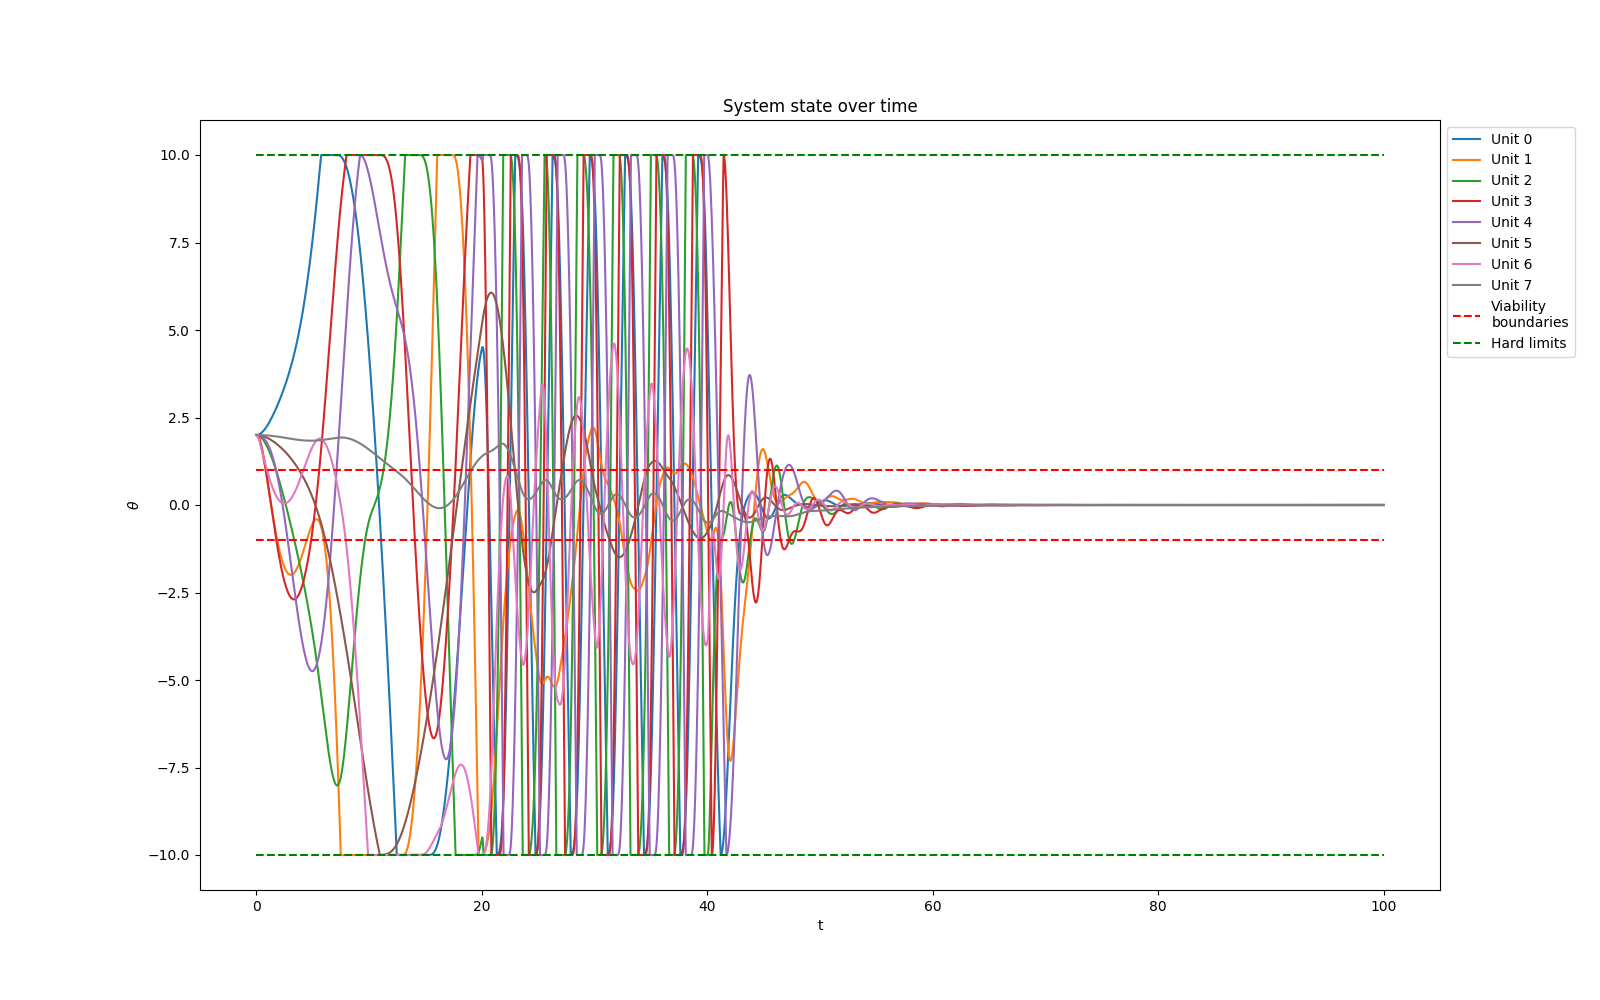 System state over time
10.0
7.5
5.0
2.5
0.0
−2.5
−5.0
−7.5
−10.0
θ
0
20
40
60
80
100
t
Unit 0
Unit 1
Unit 2
Unit 3
Unit 4
Unit 5
Unit 6
Unit 7
Viability
boundaries
Hard limits